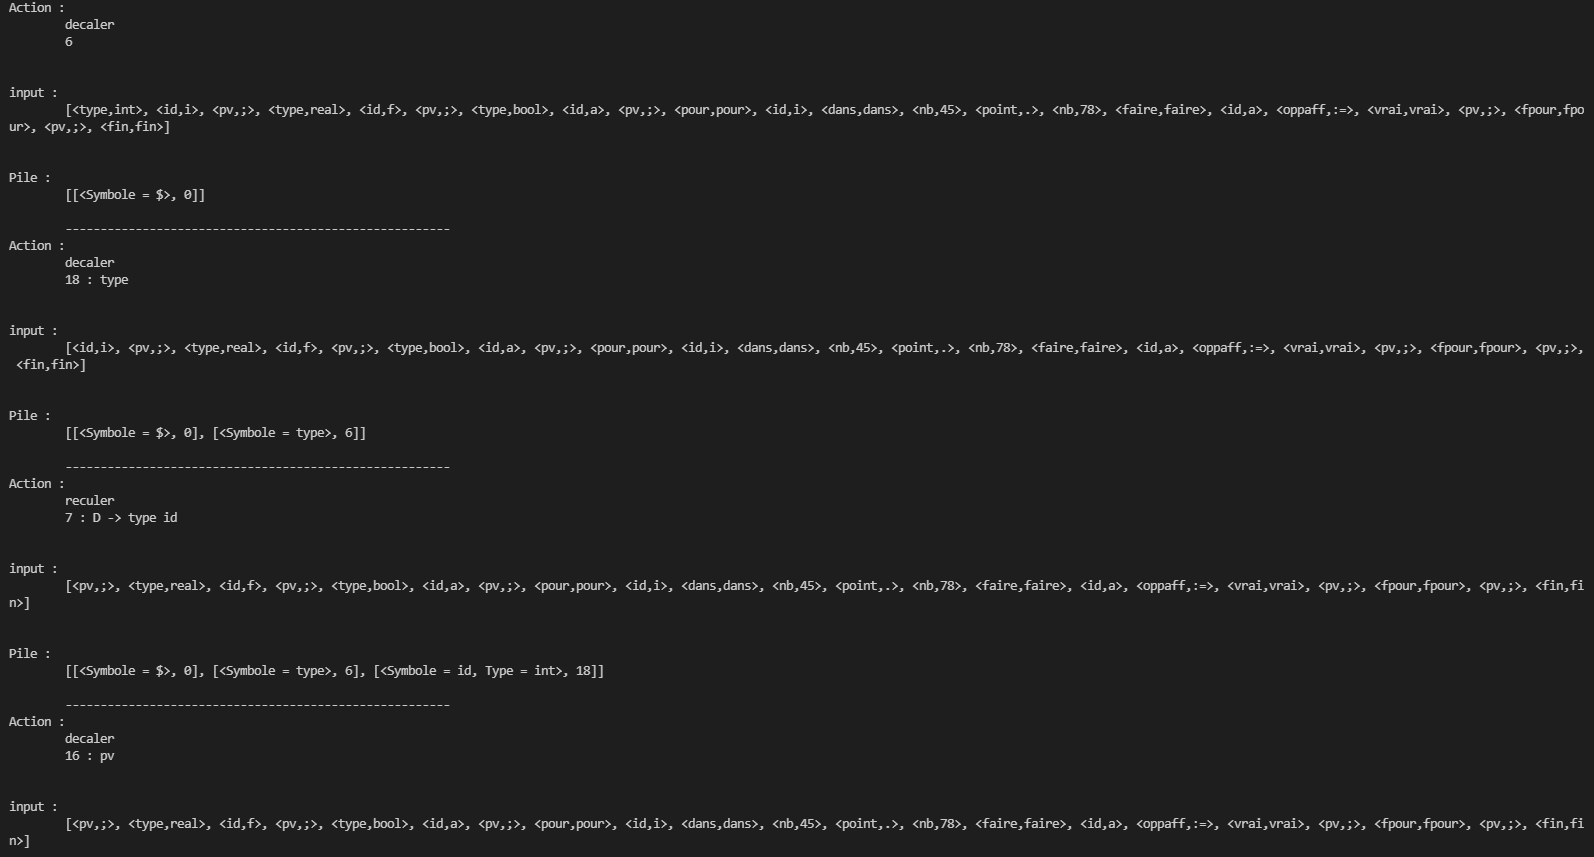 Action :
decaler
6
input :
[<type,int>, <id,i>, <pv,;>, <type,real>, <id,f>, <pv,;>, <type,bool>, <id,a>, <pv,;>, <pour,pour>, <id,i>, <dans,dans>, <nb,45>, <point,.>, <nb,78>, <faire,faire>, <id,a>, <oppaff,:=>, <vrai,vrai>, <pv,;>, <fpour,fpo
ur>, <pv,;>, <fin,fin>]
Pile :
[[<Symbole = $>, 0]]
-------------------------------------------------------
Action :
decaler
18 : type
input :
[<id,i>, <pv,;>, <type,real>, <id,f>, <pv,;>, <type,bool>, <id,a>, <pv,;>, <pour,pour>, <id,i>, <dans,dans>, <nb,45>, <point,.>, <nb,78>, <faire,faire>, <id,a>, <oppaff,:=>, <vrai,vrai>, <pv,;>, <fpour,fpour>, <pv,;>,
<fin,fin>]
Pile :
[[<Symbole = $>, 0], [<Symbole = type>, 6]]
-------------------------------------------------------
Action :
reculer
7 : D -> type id
input :
[<pv,;>, <type,real>, <id,f>, <pv,;>, <type,bool>, <id,a>, <pv,;>, <pour,pour>, <id,i>, <dans,dans>, <nb,45>, <point,.>, <nb,78>, <faire,faire>, <id,a>, <oppaff,:=>, <vrai,vrai>, <pv,;>, <fpour,fpour>, <pv,;>, <fin,fi
n>]
Pile :
[[<Symbole = $>, 0], [<Symbole = type>, 6], [<Symbole = id, Type = int>, 18]]
-------------------------------------------------------
Action :
decaler
16 : pv
input :
[<pv,;>, <type,real>, <id,f>, <pv,;>, <type,bool>, <id,a>, <pv,;>, <pour,pour>, <id,i>, <dans,dans>, <nb,45>, <point,.>, <nb,78>, <faire,faire>, <id,a>, <oppaff,:=>, <vrai,vrai>, <pv,;>, <fpour,fpour>, <pv,;>, <fin,fi
n>]